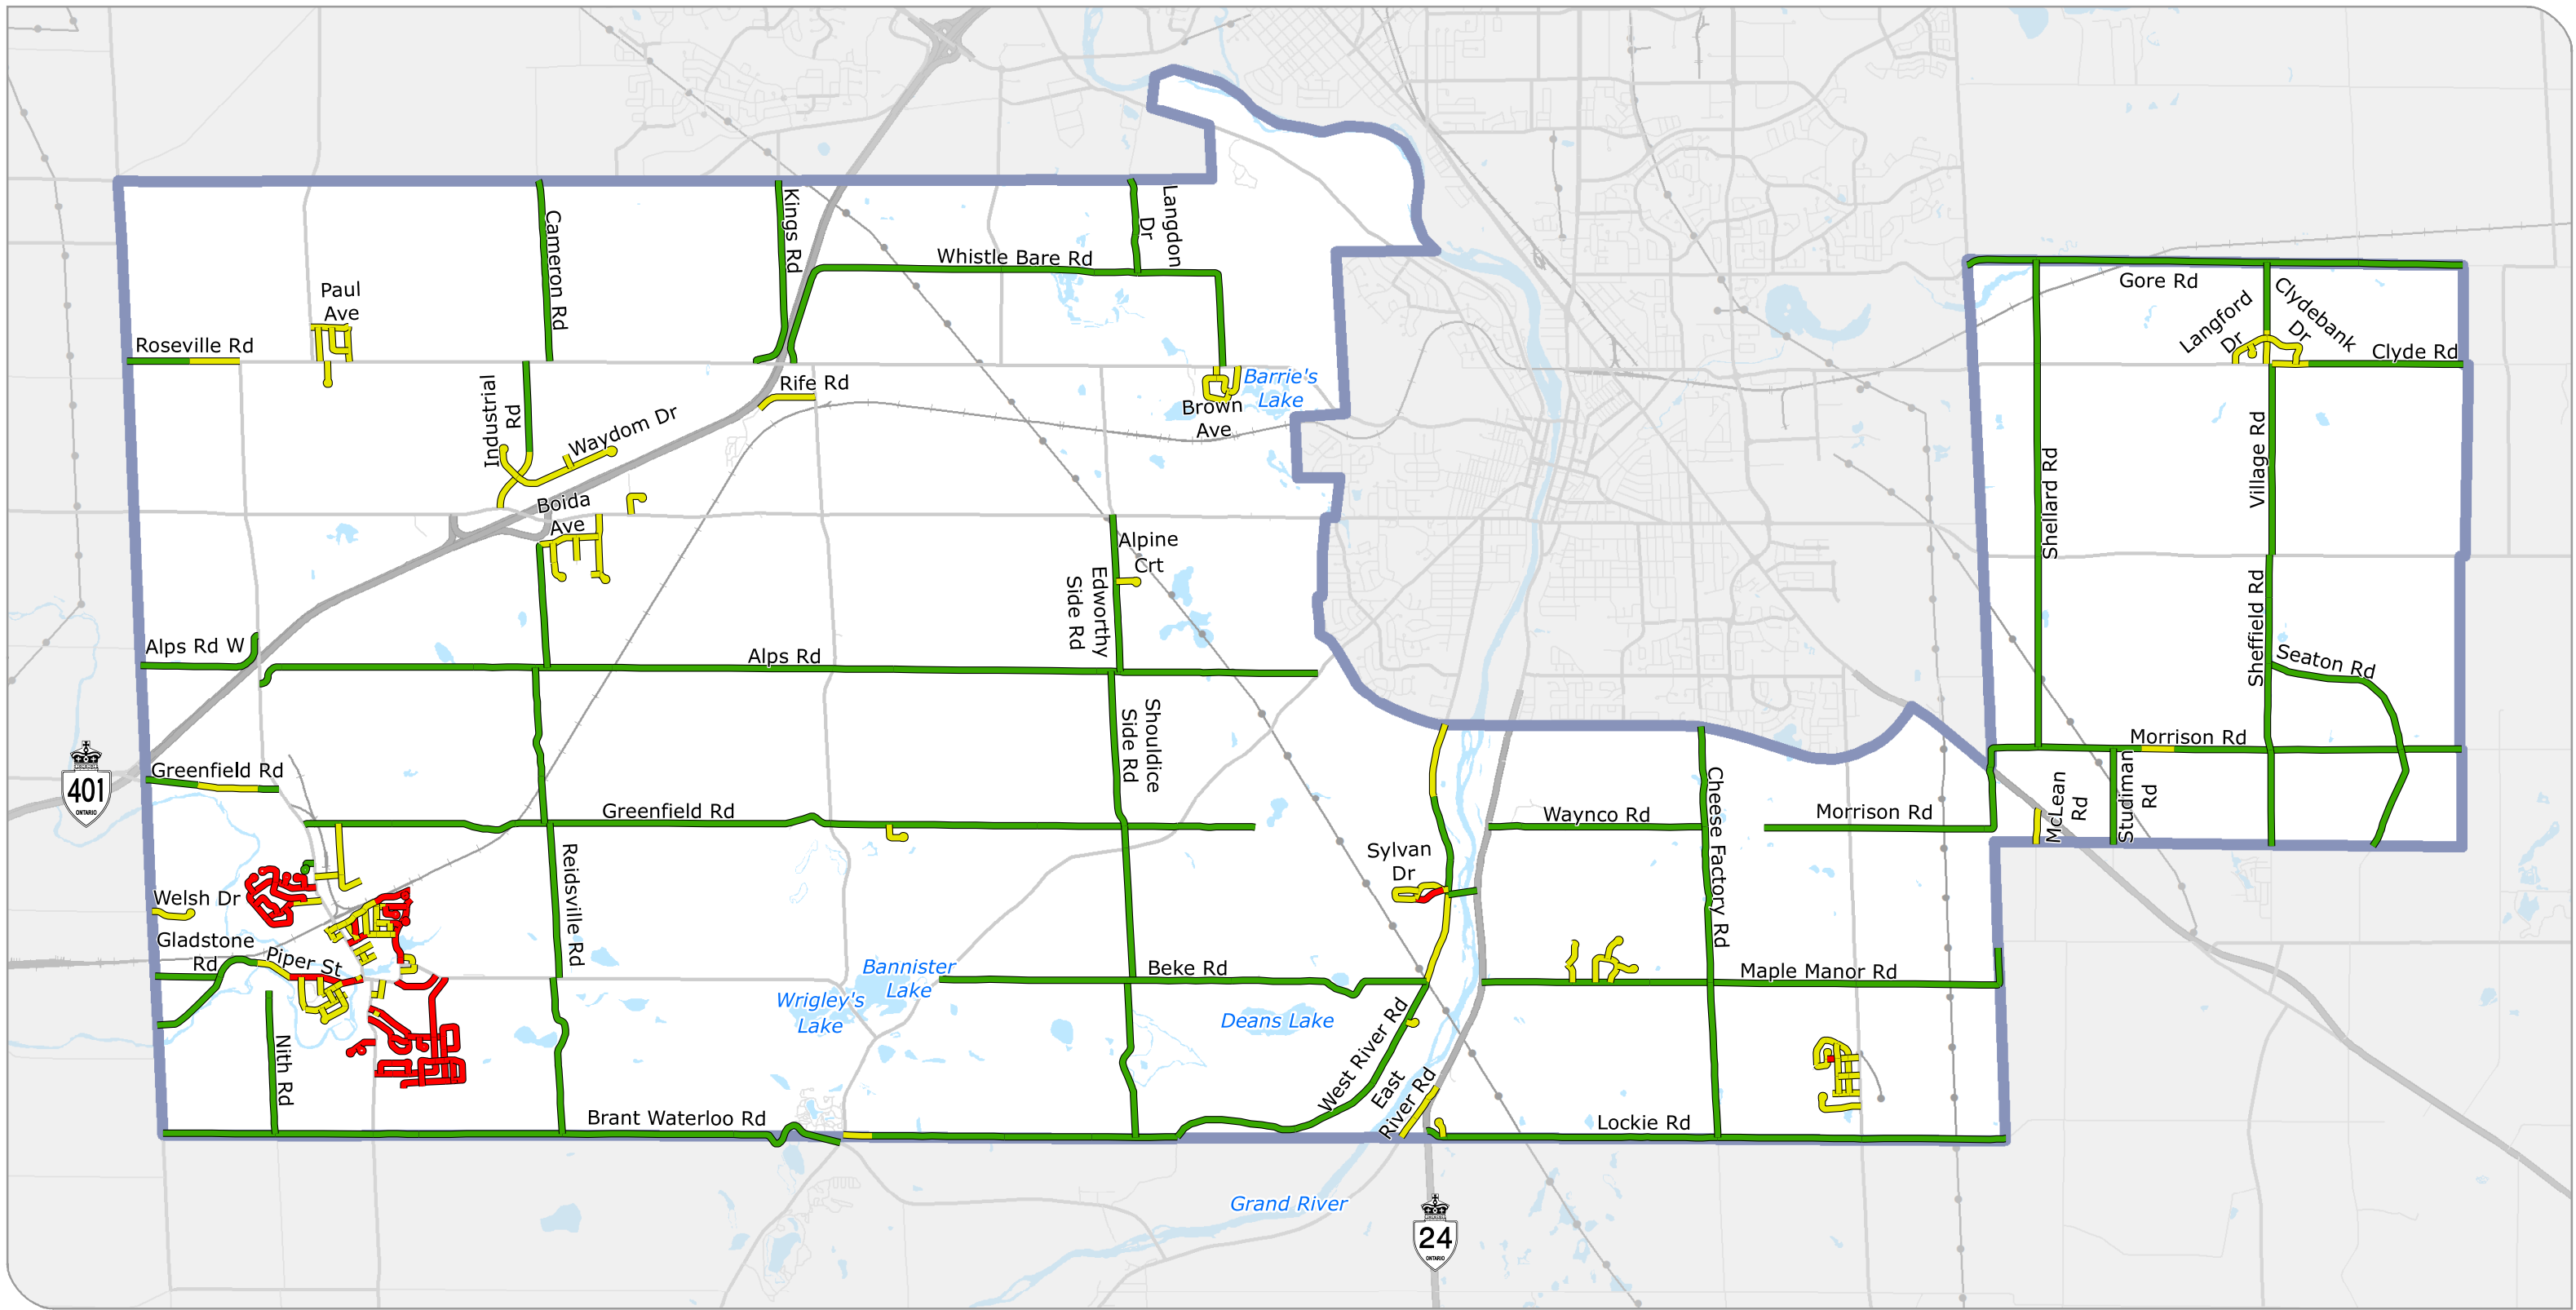 Cameron Rd
Kings Rd
Langdon
Dr
Whistle Bare Rd
Gore Rd
Langford
Dr
Clydebank
Dr
Clyde Rd
Paul
Ave
Roseville Rd
Industrial
Rd
Waydom Dr
Rife Rd
Barrie's
Lake
Brown
Ave
Boida
Ave
Alpine
Crt
Edworthy
Side Rd
Shellard Rd
Village Rd
Sheffield Rd
Seaton Rd
Alps Rd W
Alps Rd
Shouldice
Side Rd
Morrison Rd
401
ONTARIO
Greenfield Rd
Greenfield Rd
Waynco Rd
Cheese Factory Rd
Morrison Rd
McLean
Rd
Studiman
Rd
Sylvan
Dr
Reidsville Rd
Welsh Dr
Gladstone
Rd
Piper St
Bannister
Lake
Wrigley's
Lake
Beke Rd
Maple Manor Rd
Deans Lake
West River Rd
East
River Rd
Nith Rd
Brant Waterloo Rd
Lockie Rd
Grand River
24
ONTARIO